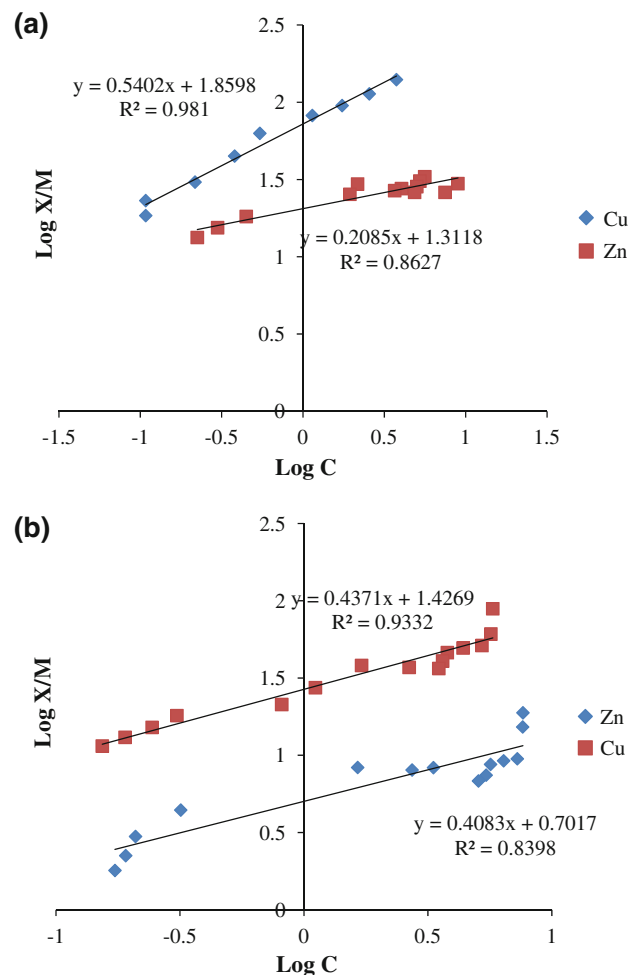 (a)
2.5
y = 0.5402x + 1.8598
R² = 0.981
2
1.5
Log X/M
1
y = 0.2085x + 1.3118
R² = 0.8627
Cu
Zn
0.5
0
-1.5 -1 -0.5 0 0.5 1 1.5
Log C
(b)
2.5
2
y = 0.4371x + 1.4269
R² = 0.9332
1.5
Log X/M
1
Zn
Cu
0.5
y = 0.4083x + 0.7017
R² = 0.8398
0
-1 -0.5 0 0.5 1
Log C